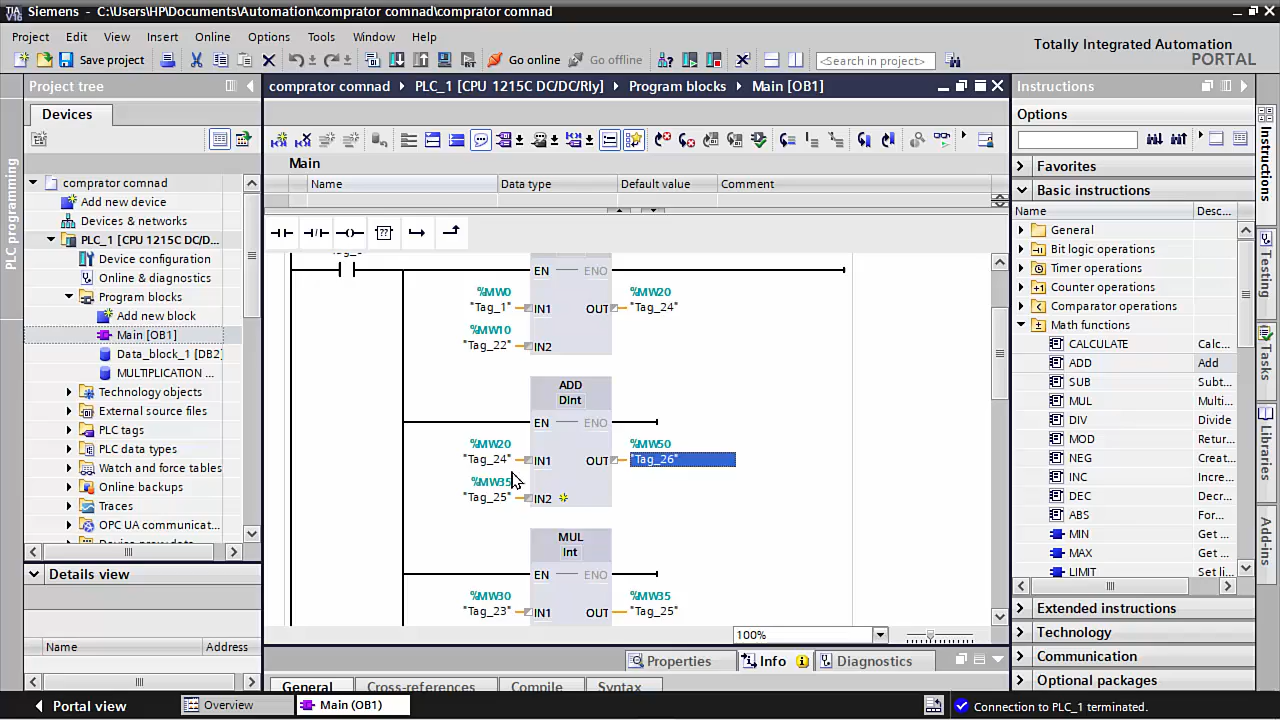 TIA V16 Siemens - C:\Users\HP\Documents\Automation\comprator comnad\comprator comnad
Project Edit View Insert Online Options Tools Window Help
Totally Integrated Automation
PORTAL
Save project Go online Go offline <Search in project>
Project tree
comprator comnad PLC_1 [CPU 1215C DC/DC/Rly] Program blocks Main [OB1]
Instructions
Devices
Options
PLC programming
Main
Name Data type Default value Comment
comprator comnad
Add new device
Devices & networks
PLC_1 [CPU 1215C DC/D...
Device configuration
Online & diagnostics
Program blocks
Add new block
Main [OB1]
Data_block_1 [DB2]
MULTIPLICATION ...
Technology objects
External source files
PLC tags
PLC data types
Watch and force tables
Online backups
Traces
OPC UA communicat...
Details view
Name Address
EN ENO
%MW0 %MW20
"Tag_1" IN1 OUT "Tag_24"
%MW10
"Tag_22" IN2
ADD
DInt
EN ENO
%MW20 %MW50
"Tag_24" IN1 OUT "Tag_26"
%MW35
"Tag_25" IN2
MUL
Int
EN ENO
%MW30 %MW35
"Tag_23" IN1 OUT "Tag_25"
100%
Properties Info Diagnostics
General Cross-references Compile Syntax
Favorites
Basic instructions
Name Desc...
General
Bit logic operations
Timer operations
Counter operations
Comparator operations
Math functions
CALCULATE Calc...
ADD Add
SUB Subt...
MUL Multi...
DIV Divide
MOD Retur...
NEG Creat...
INC Incre...
DEC Decr...
ABS For...
MIN Get ...
MAX Get ...
LIMIT Set li...
Extended instructions
Technology
Communication
Optional packages
Instructions
Testing
Tasks
Libraries
Add-ins
Portal view Overview Main (OB1) Connection to PLC_1 terminated.